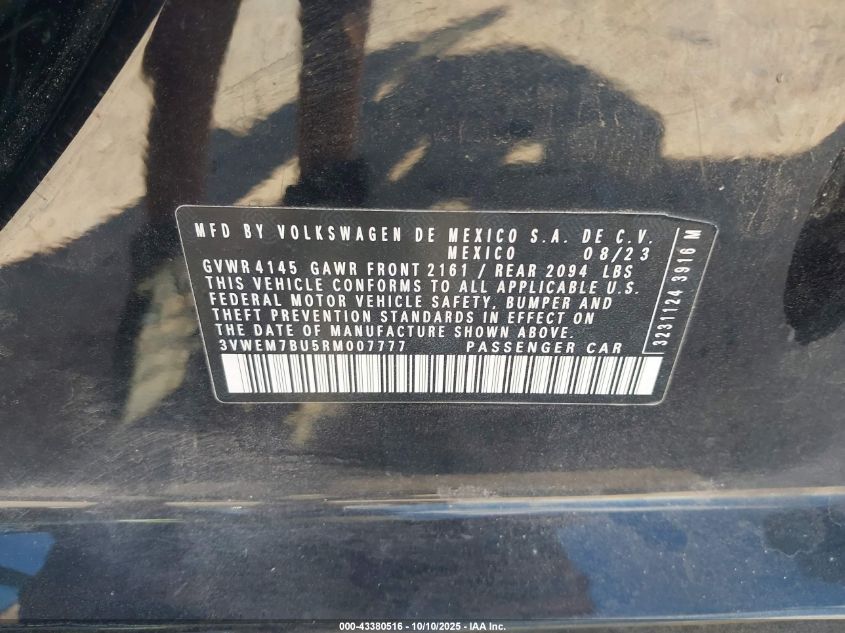 MFD BY VOLKSWAGEN DE MEXICO S.A. DE C.V.
MEXICO 08/23
GVWR 4145 GAWR FRONT 2161 / REAR 2094 LBS
THIS VEHICLE CONFORMS TO ALL APPLICABLE U.S.
FEDERAL MOTOR VEHICLE SAFETY, BUMPER AND
THEFT PREVENTION STANDARDS IN EFFECT ON
THE DATE OF MANUFACTURE SHOWN ABOVE.
3VWEM7BU5RM007777 PASSENGER CAR
3231124 3916 M
000-43380516 - 10/10/2025 - IAA Inc.